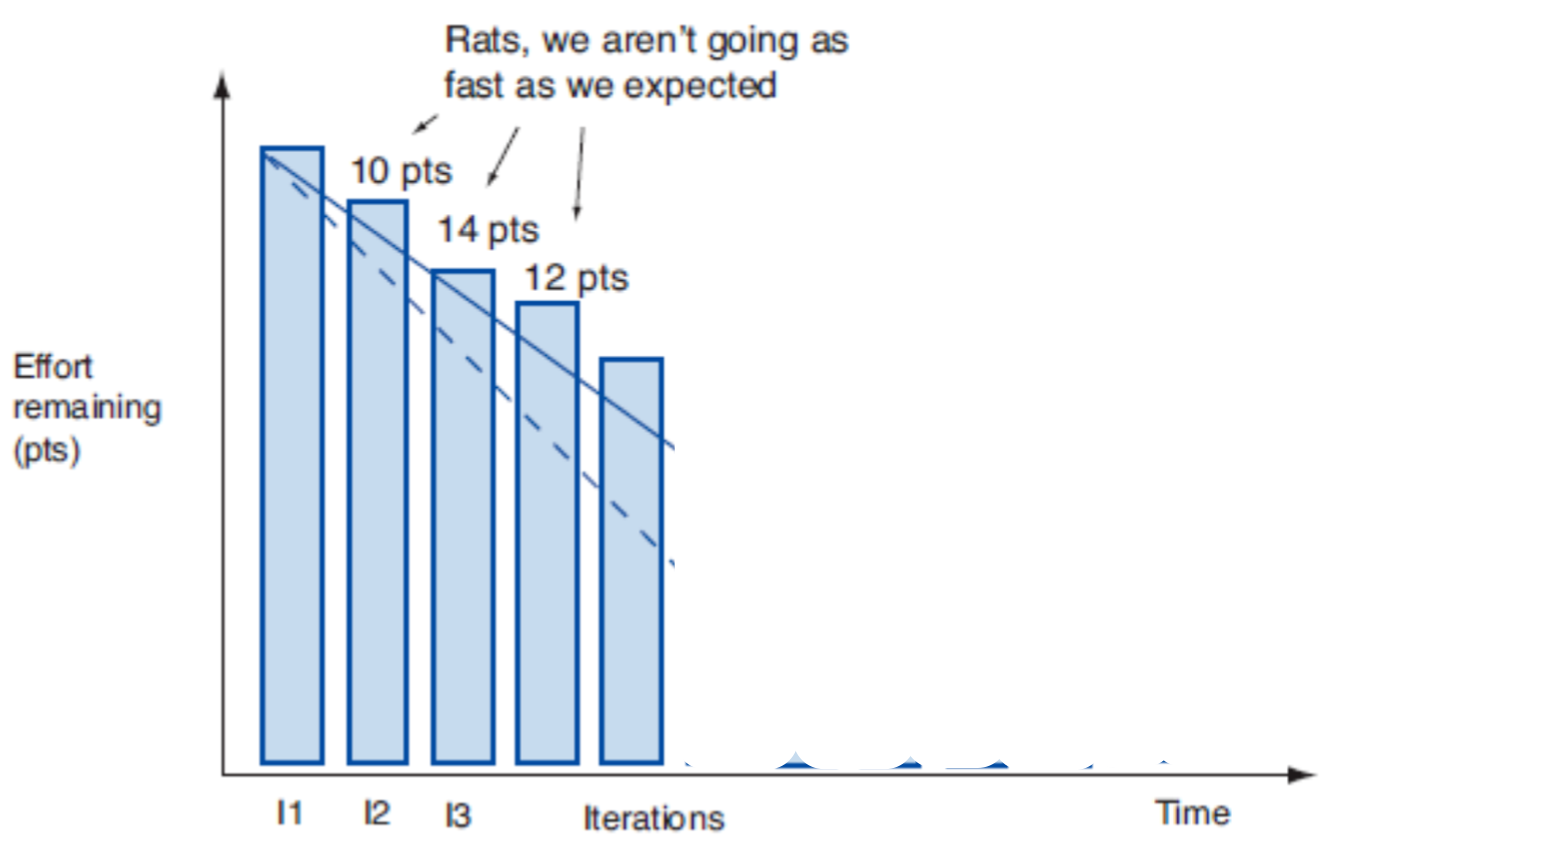 Rats, we aren't going as
fast as we expected
10 pts
14 pts
12 pts
Effort
remaining
(pts)
I1
I2
I3
Iterations
Time